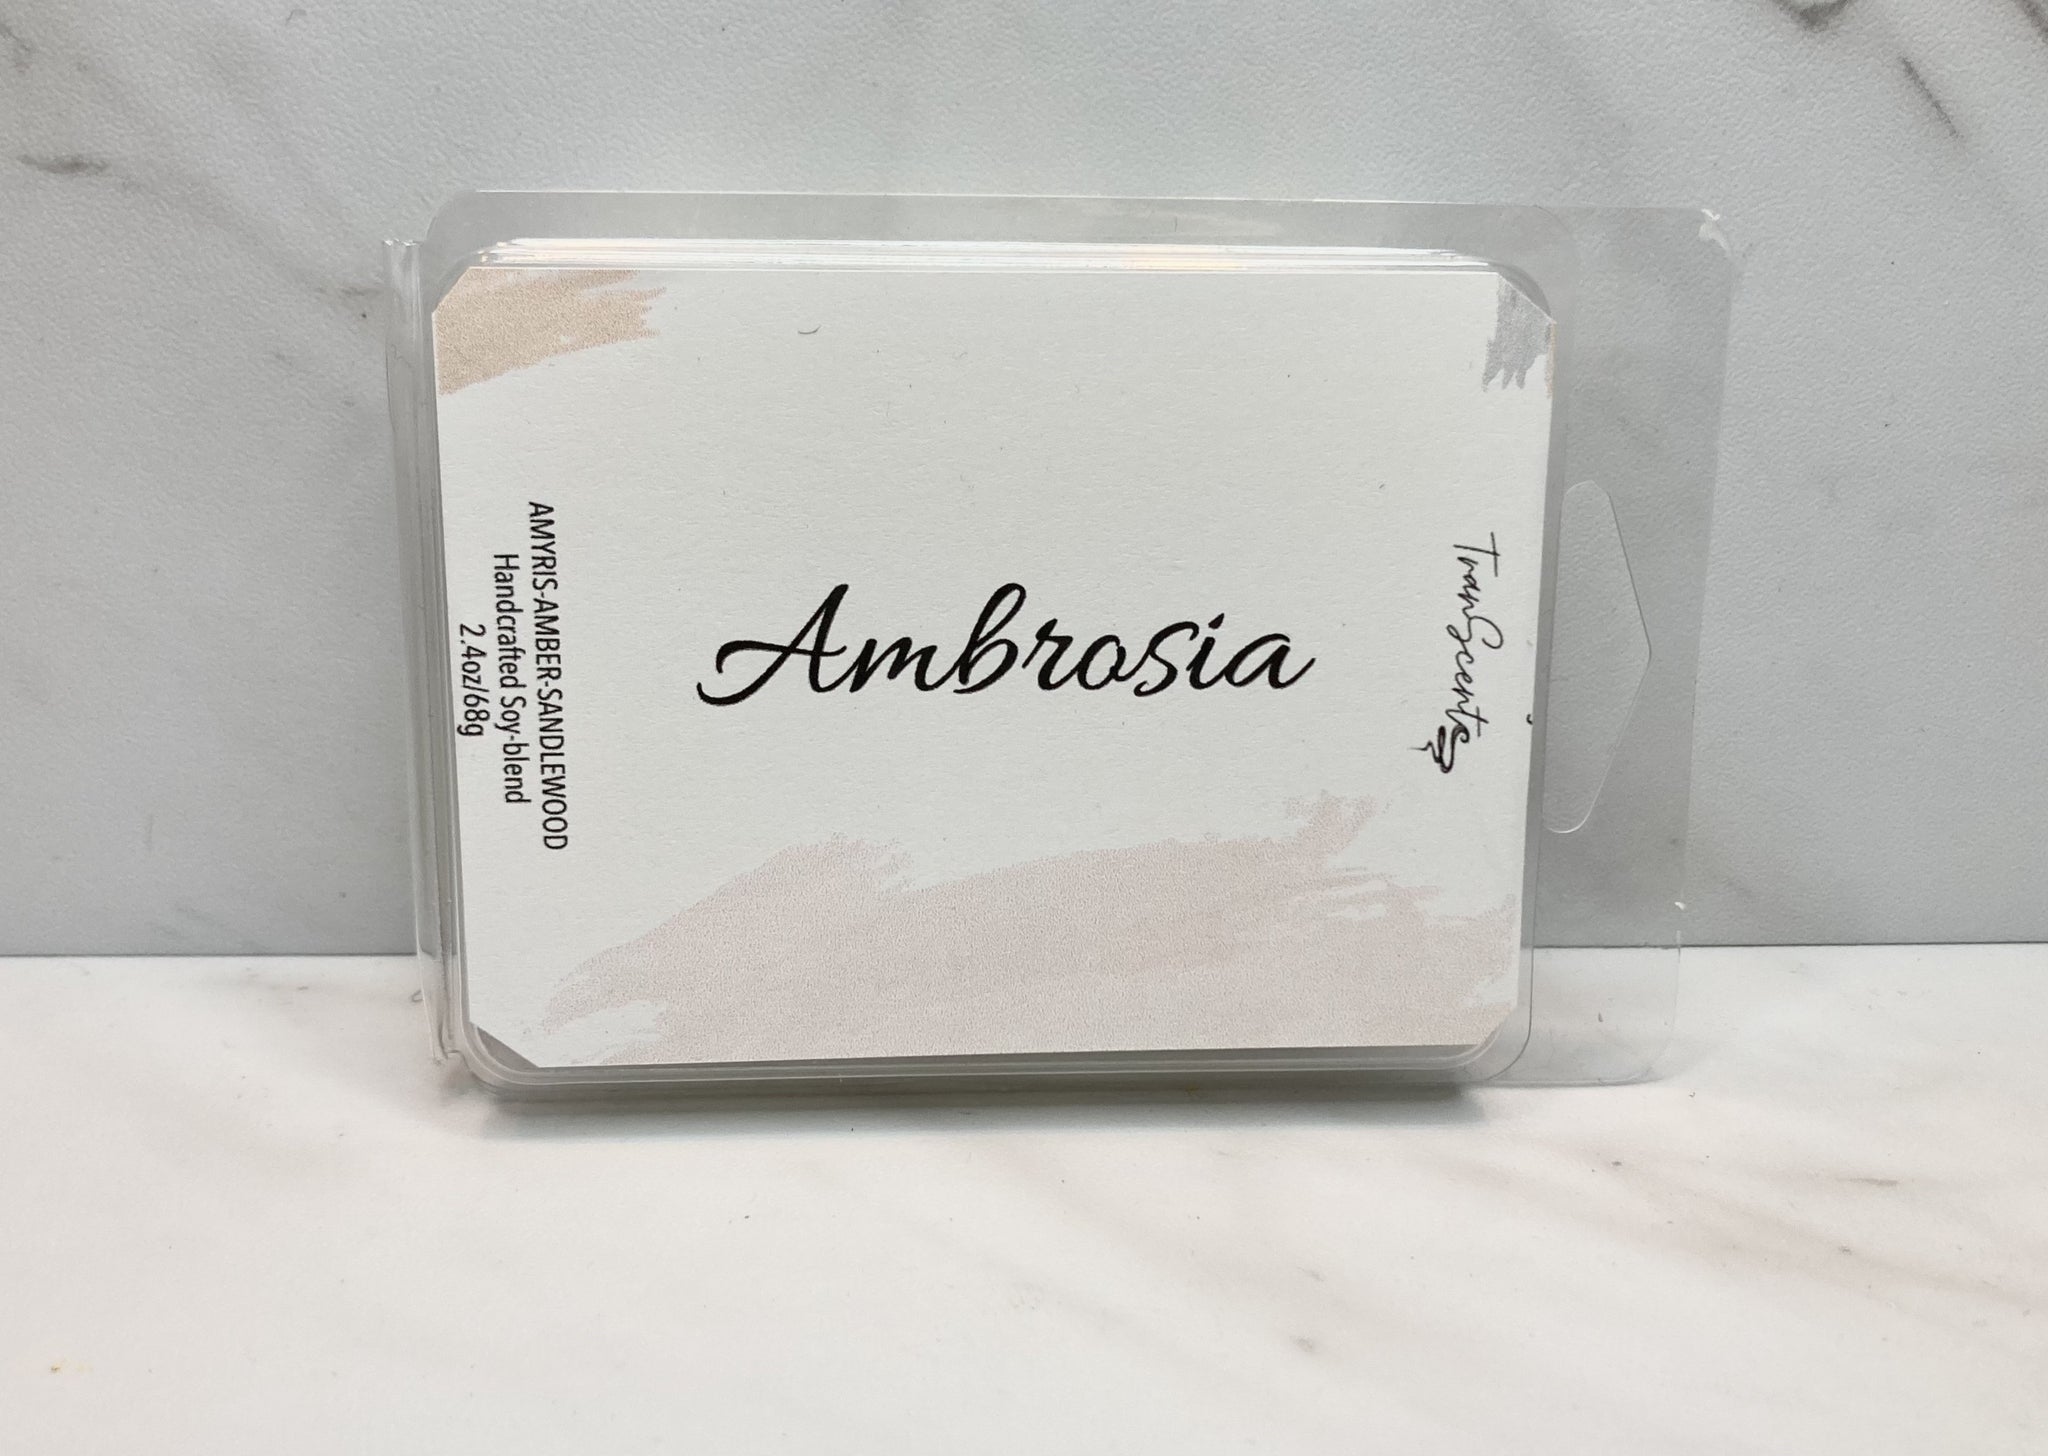 TranScents
Ambrosia
AMYRIS-AMBER-SANDLEWOOD
Handcrafted Soy-blend
2.4oz/68g